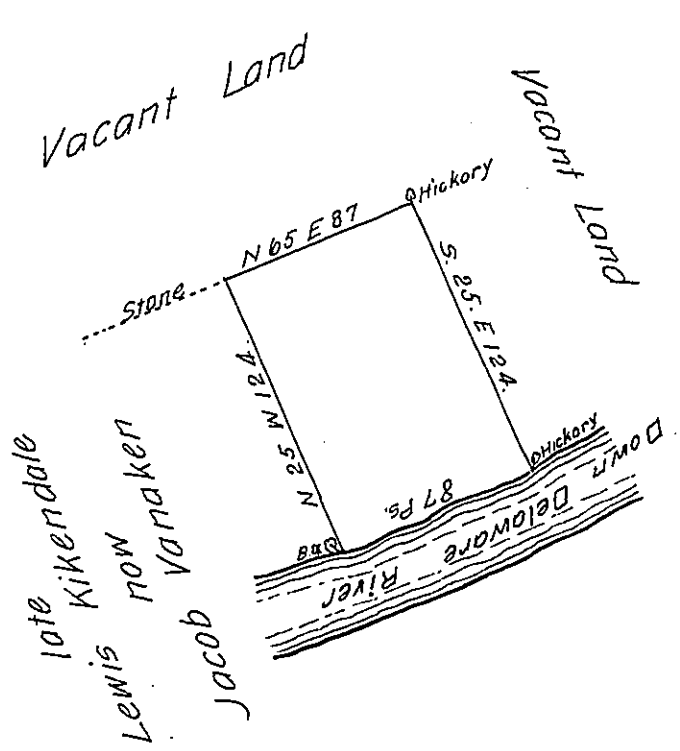 Vacant Land
Vacant Land
Hickory
N 65 E 87
Stone
S. 25. E 124.
N 25 W 124.
Hickory
87 Ps.
Down
Delaware
River
late
Kikendale
Lewis now
Jacob Vanaken